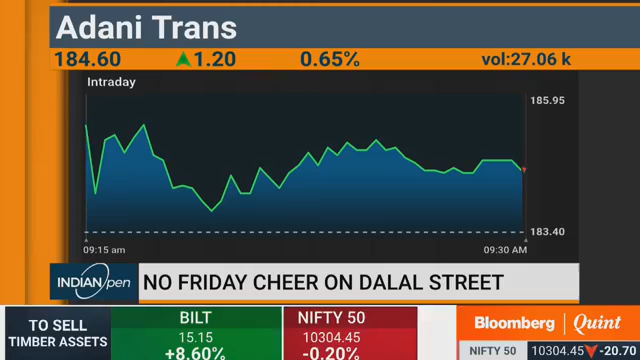 Adani Trans
184.60 1.20 0.65% vol:27.06 k
Intraday
185.95
183.40
09:15 am 09:30 AM
INDIAN Open NO FRIDAY CHEER ON DALAL STREET
TO SELL
TIMBER ASSETS
BILT
15.15
+8.60%
NIFTY 50
10304.45
-0.20%
Bloomberg | Quint
NIFTY 50 10304.45 -20.70